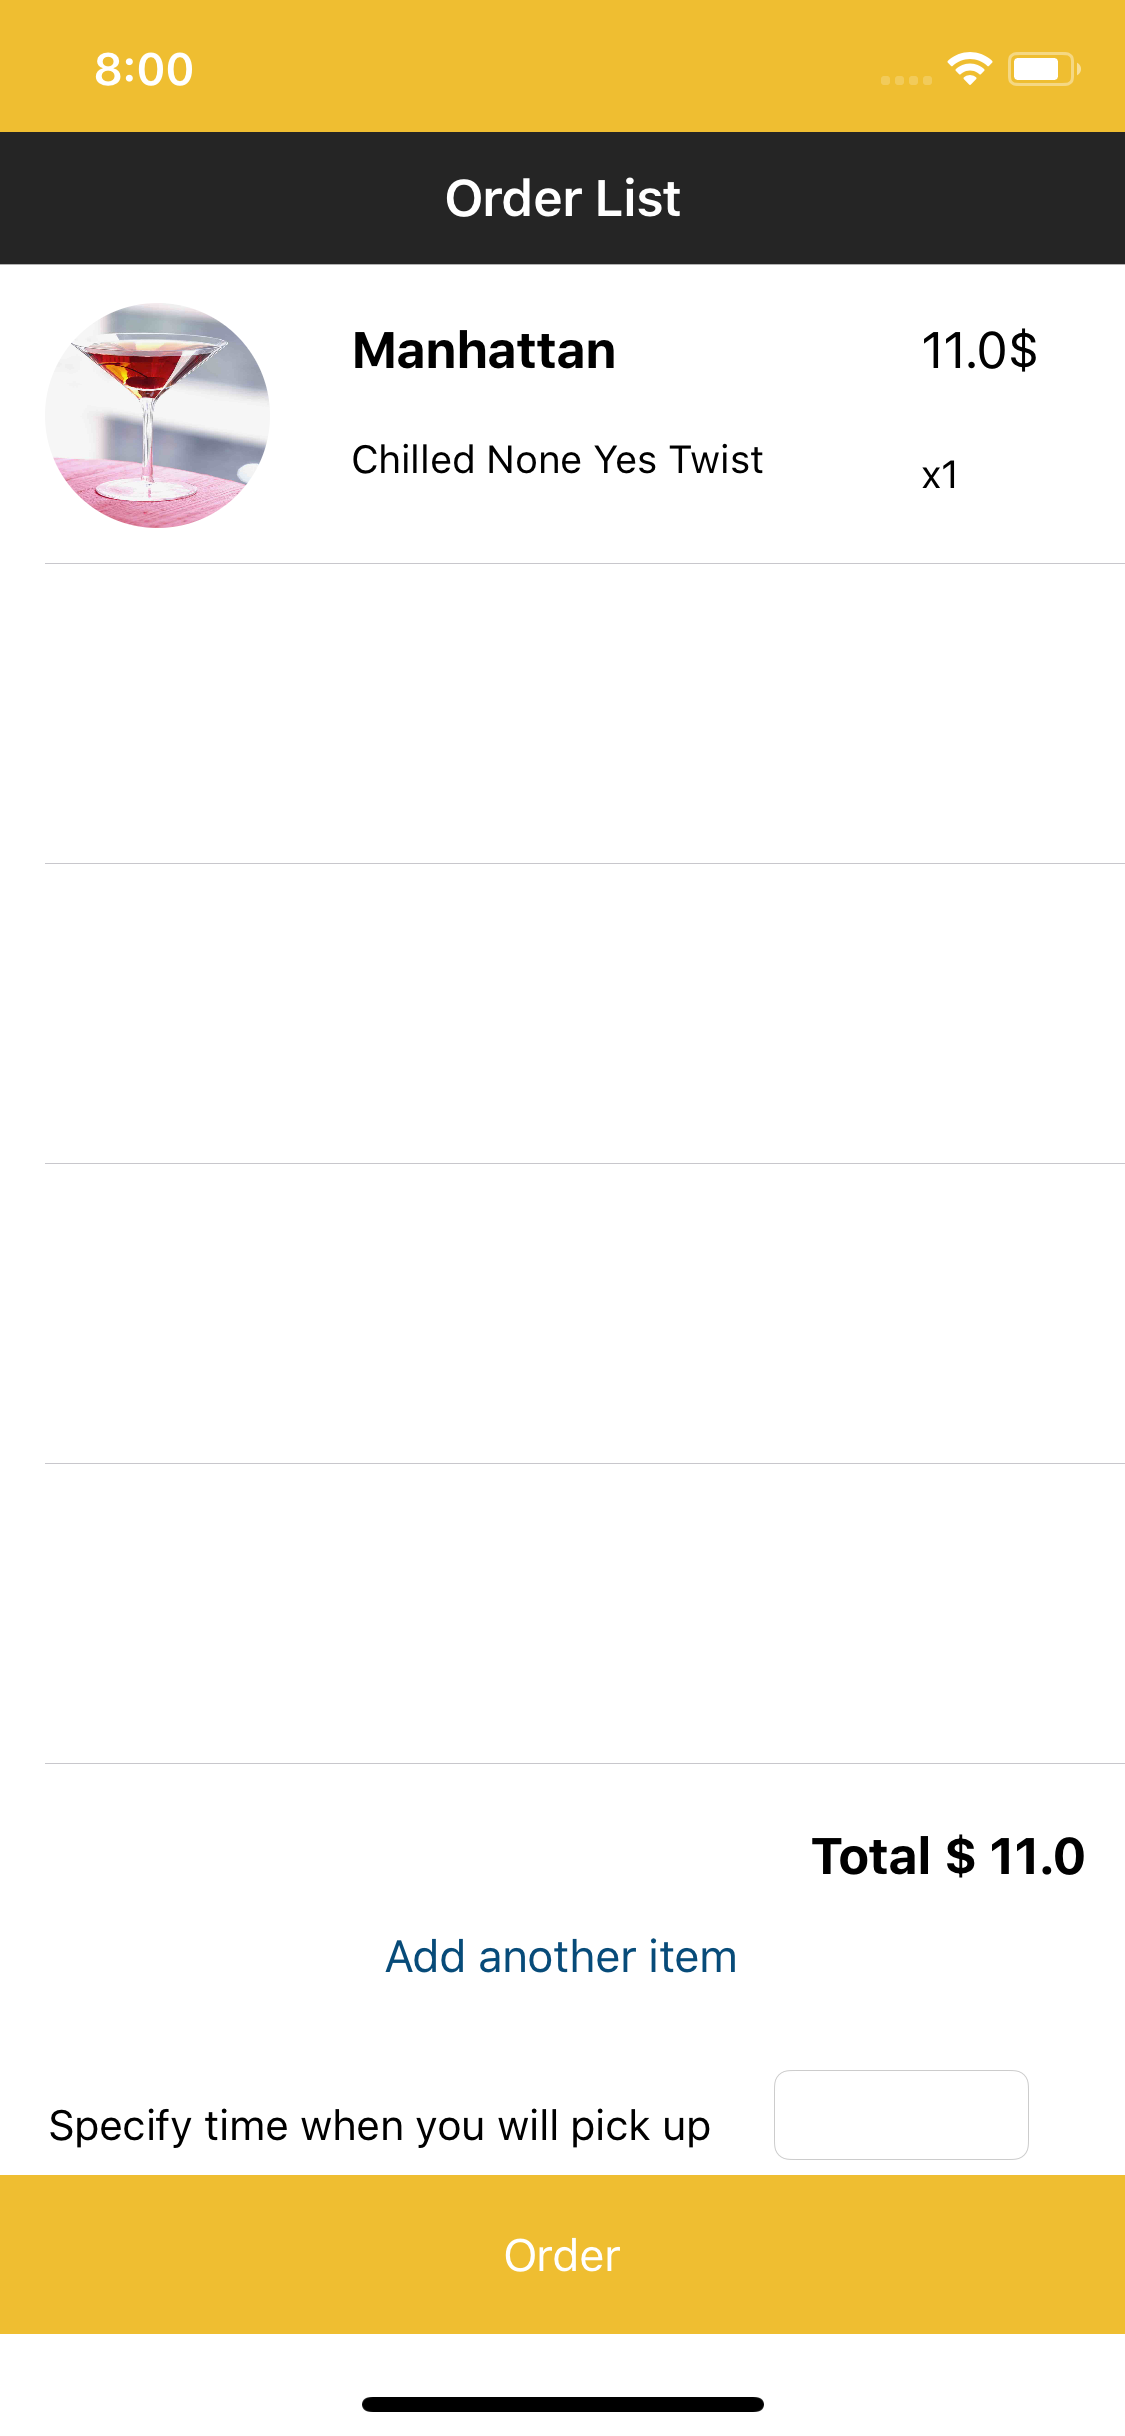 8:00
Order List
Manhattan
11.0$
Chilled None Yes Twist
x1
Total $ 11.0
Add another item
Specify time when you will pick up
Order